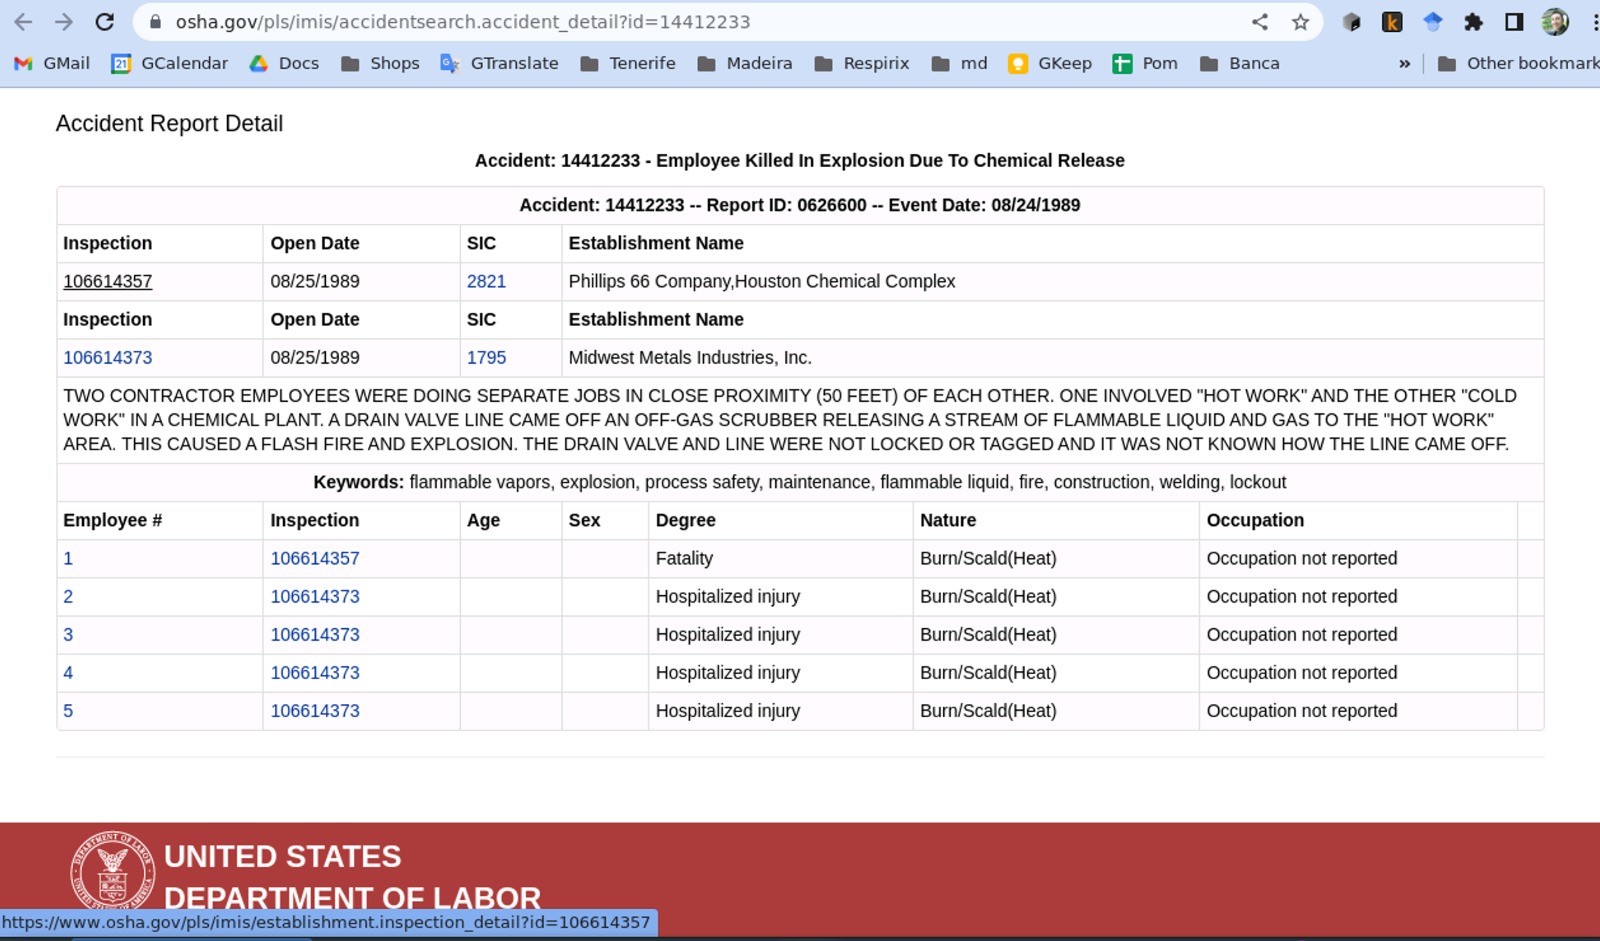 osha.gov/pls/imis/accidentsearch.accident_detail?id=14412233
GMail 21 GCalendar Docs Shops GTranslate Tenerife Madeira Respirix md GKeep Pom Banca » Other bookmark
Accident Report Detail
Accident: 14412233 - Employee Killed In Explosion Due To Chemical Release
Accident: 14412233 -- Report ID: 0626600 -- Event Date: 08/24/1989
Inspection Open Date SIC Establishment Name
106614357 08/25/1989 2821 Phillips 66 Company,Houston Chemical Complex
Inspection Open Date SIC Establishment Name
106614373 08/25/1989 1795 Midwest Metals Industries, Inc.
TWO CONTRACTOR EMPLOYEES WERE DOING SEPARATE JOBS IN CLOSE PROXIMITY (50 FEET) OF EACH OTHER. ONE INVOLVED "HOT WORK" AND THE OTHER "COLD
WORK" IN A CHEMICAL PLANT. A DRAIN VALVE LINE CAME OFF AN OFF-GAS SCRUBBER RELEASING A STREAM OF FLAMMABLE LIQUID AND GAS TO THE "HOT WORK"
AREA. THIS CAUSED A FLASH FIRE AND EXPLOSION. THE DRAIN VALVE AND LINE WERE NOT LOCKED OR TAGGED AND IT WAS NOT KNOWN HOW THE LINE CAME OFF.
Keywords: flammable vapors, explosion, process safety, maintenance, flammable liquid, fire, construction, welding, lockout
Employee # Inspection Age Sex Degree Nature Occupation
1 106614357 Fatality Burn/Scald(Heat) Occupation not reported
2 106614373 Hospitalized injury Burn/Scald(Heat) Occupation not reported
3 106614373 Hospitalized injury Burn/Scald(Heat) Occupation not reported
4 106614373 Hospitalized injury Burn/Scald(Heat) Occupation not reported
5 106614373 Hospitalized injury Burn/Scald(Heat) Occupation not reported
DEPARTMENT OF LABOR
UNITED STATES OF AMERICA
UNITED STATES
DEPARTMENT OF LABOR
https://www.osha.gov/pls/imis/establishment.inspection_detail?id=106614357